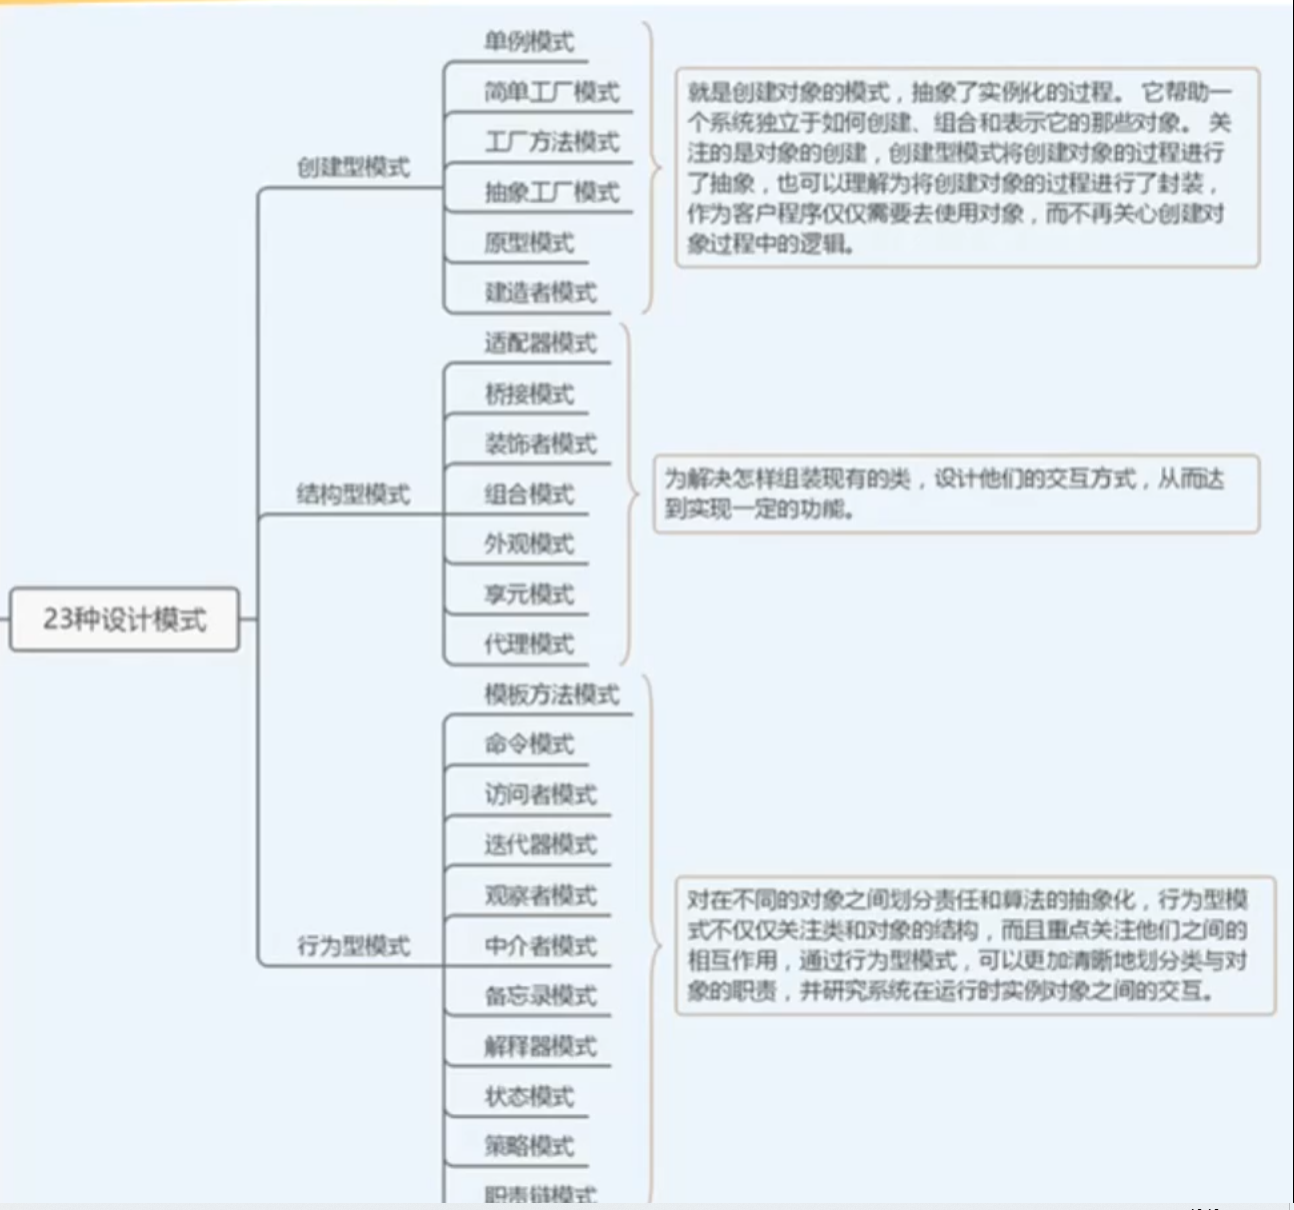 单例模式
简单工厂模式
工厂方法模式
抽象工厂模式
原型模式
建造者模式
创建型模式
就是创建对象的模式，抽象了实例化的过程。 它帮助一
个系统独立于如何创建、组合和表示它的那些对象。 关
注的是对象的创建，创建型模式将创建对象的过程进行
了抽象，也可以理解为将创建对象的过程进行了封装，
作为客户程序仅仅需要去使用对象，而不再关心创建对
象过程中的逻辑。
适配器模式
桥接模式
装饰者模式
组合模式
外观模式
享元模式
代理模式
结构型模式
为解决怎样组装现有的类，设计他们的交互方式，从而达
到实现一定的功能。
23种设计模式
模板方法模式
命令模式
访问者模式
迭代器模式
观察者模式
中介者模式
备忘录模式
解释器模式
状态模式
策略模式
职责链模式
行为型模式
对在不同的对象之间划分责任和算法的抽象化，行为型模
式不仅仅关注类和对象的结构，而且重点关注他们之间的
相互作用，通过行为型模式，可以更加清晰地划分类与对
象的职责，并研究系统在运行时实例对象之间的交互。